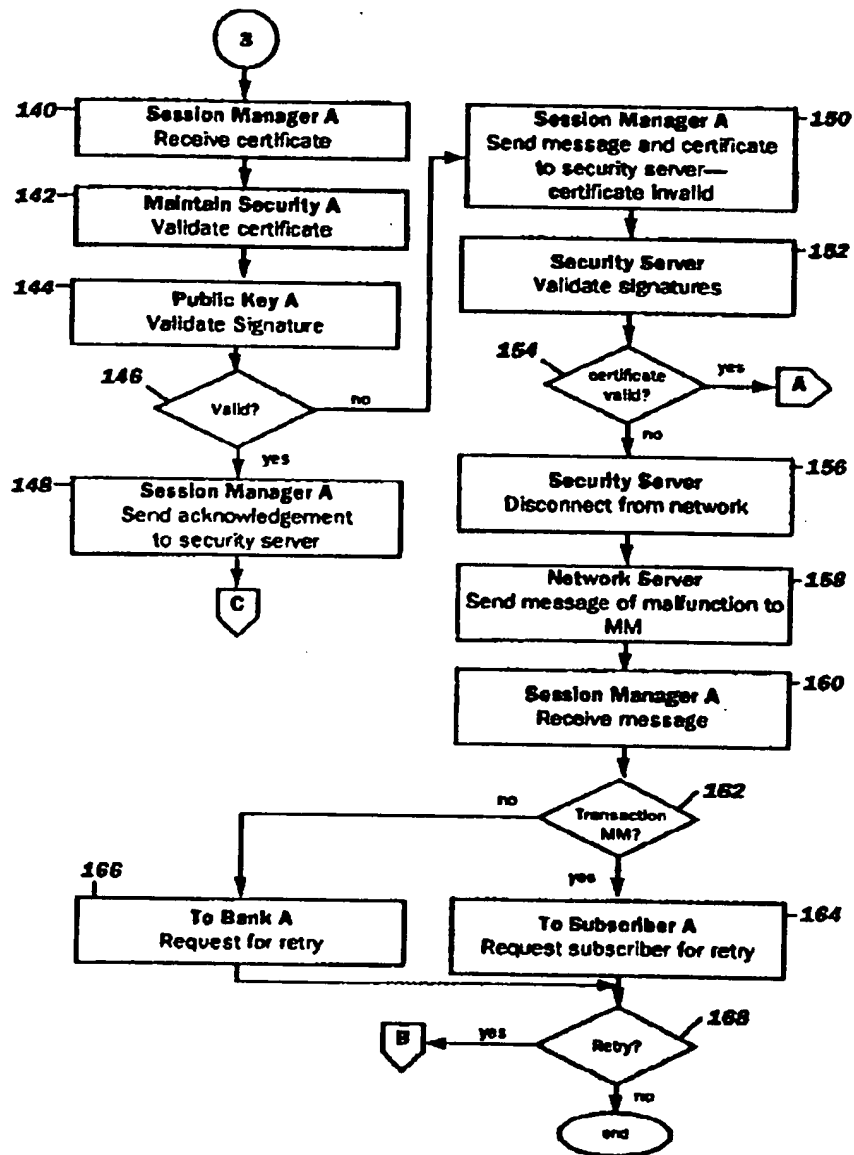 3
140
Session Manager A
Receive certificate
142
Maintain Security A
Validate certificate
144
Public Key A
Validate Signature
146
Valid?
no
yes
148
Session Manager A
Send acknowledgement
to security server
C
150
Session Manager A
Send message and certificate
to security server—
certificate invalid
152
Security Server
Validate signatures
154
certificate
valid?
yes
A
no
156
Security Server
Disconnect from network
158
Network Server
Send message of malfunction to
MM
160
Session Manager A
Receive message
162
Transaction
MM?
no
yes
166
To Bank A
Request for retry
164
To Subscriber A
Request subscriber for retry
168
Retry?
yes
B
no
end